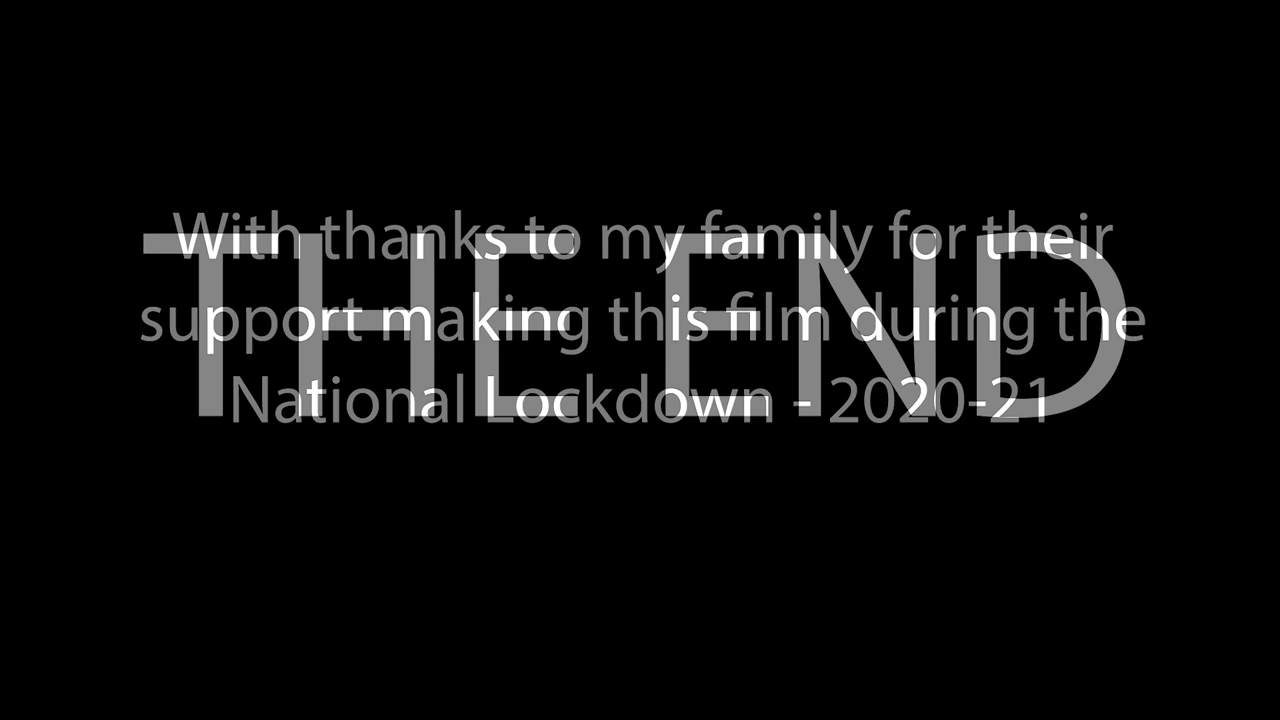 With thanks to my family for their
support making this film during the
National Lockdown - 2020-21
THE END